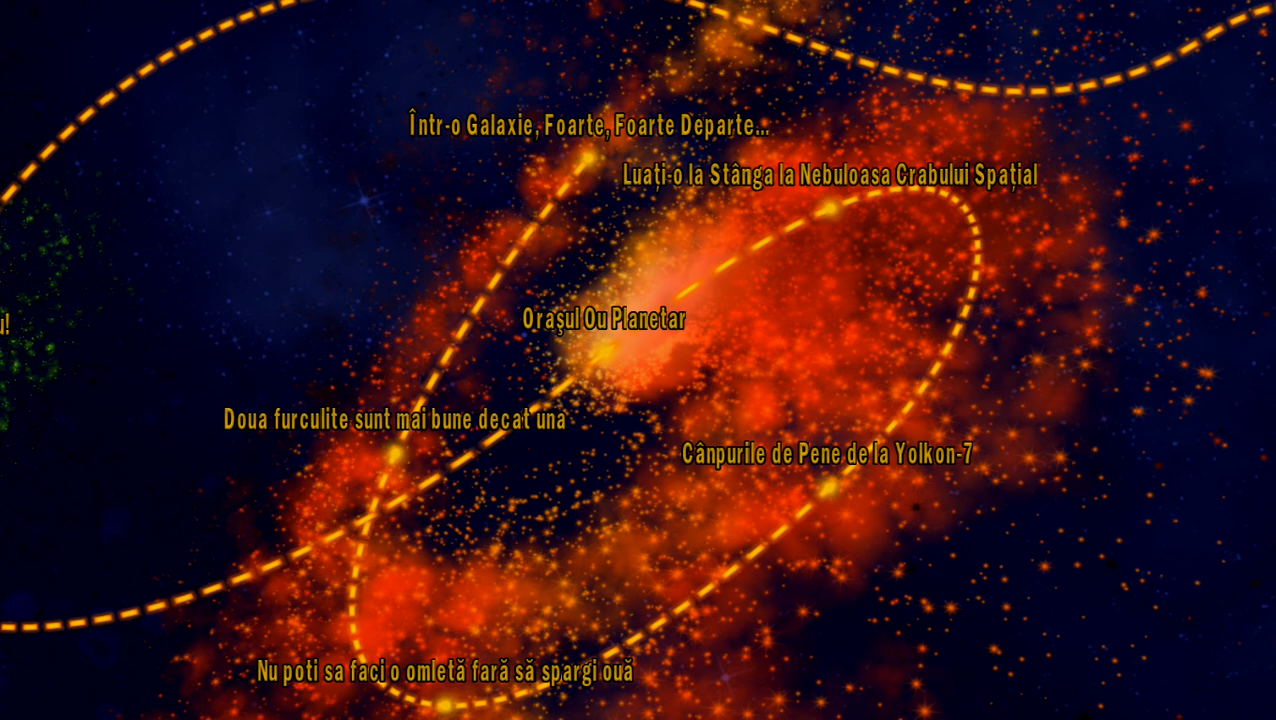 Într-o Galaxie, Foarte, Foarte Departe...
Luați-o la Stânga la Nebuloasa Crabului Spațial
Orașul Ou Planetar
u!
Doua furculite sunt mai bune decat una
Cânpurile de Pene de la Yolkon-7
Nu poti sa faci o omletă fară să spargi ouă